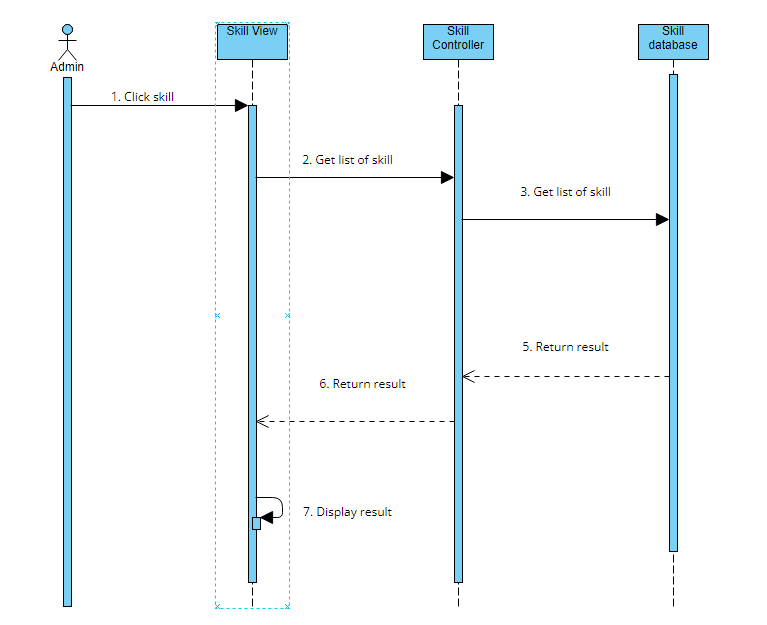 Admin
Skill View
Skill
Controller
Skill
database
1. Click skill
2. Get list of skill
3. Get list of skill
5. Return result
6. Return result
7. Display result